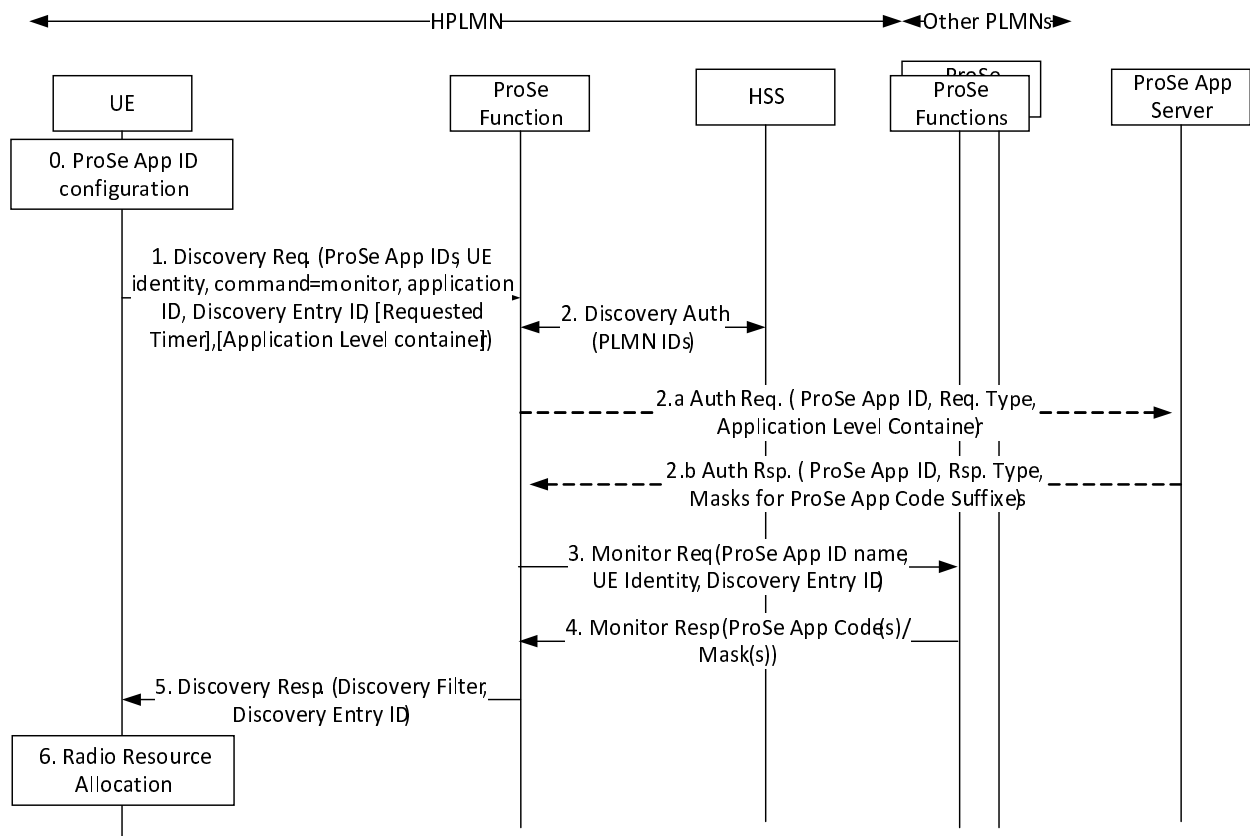 HPLMN
Other PLMNs
UE
ProSe
Function
HSS
ProSe
ProSe
Functions
ProSe App
Server
0. ProSe App ID
configuration
1. Discovery Req. (ProSe App IDs, UE
identity, command=monitor, application
ID, Discovery Entry ID, [Requested
Timer],[Application Level container])
2. Discovery Auth
(PLMN IDs)
2.a Auth Req. ( ProSe App ID, Req. Type,
Application Level Container)
2.b Auth Rsp. ( ProSe App ID, Rsp. Type,
Masks for ProSe App Code Suffixes)
3. Monitor Req(ProSe App ID name,
UE Identity, Discovery Entry ID)
4. Monitor Resp(ProSe App Code(s)/
Mask(s))
5. Discovery Resp. (Discovery Filter,
Discovery Entry ID)
6. Radio Resource
Allocation